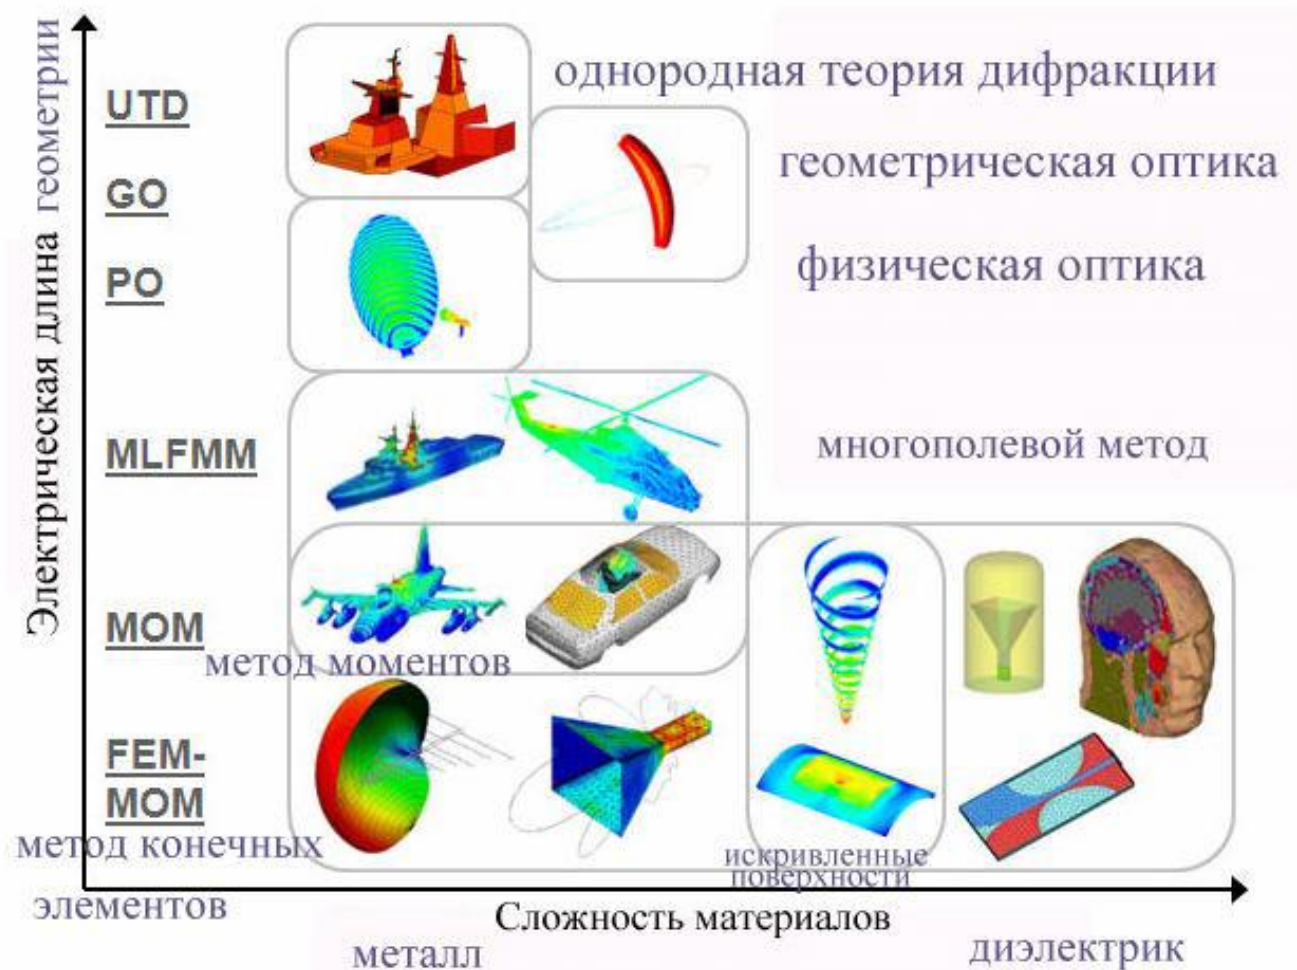 Электрическая длина геометрии
UTD
однородная теория дифракции
GO
геометрическая оптика
PO
физическая оптика
MLFMM
многополевой метод
MOM
метод моментов
FEM-
MOM
метод конечных
элементов
искривленные
поверхности
Сложность материалов
металл
диэлектрик